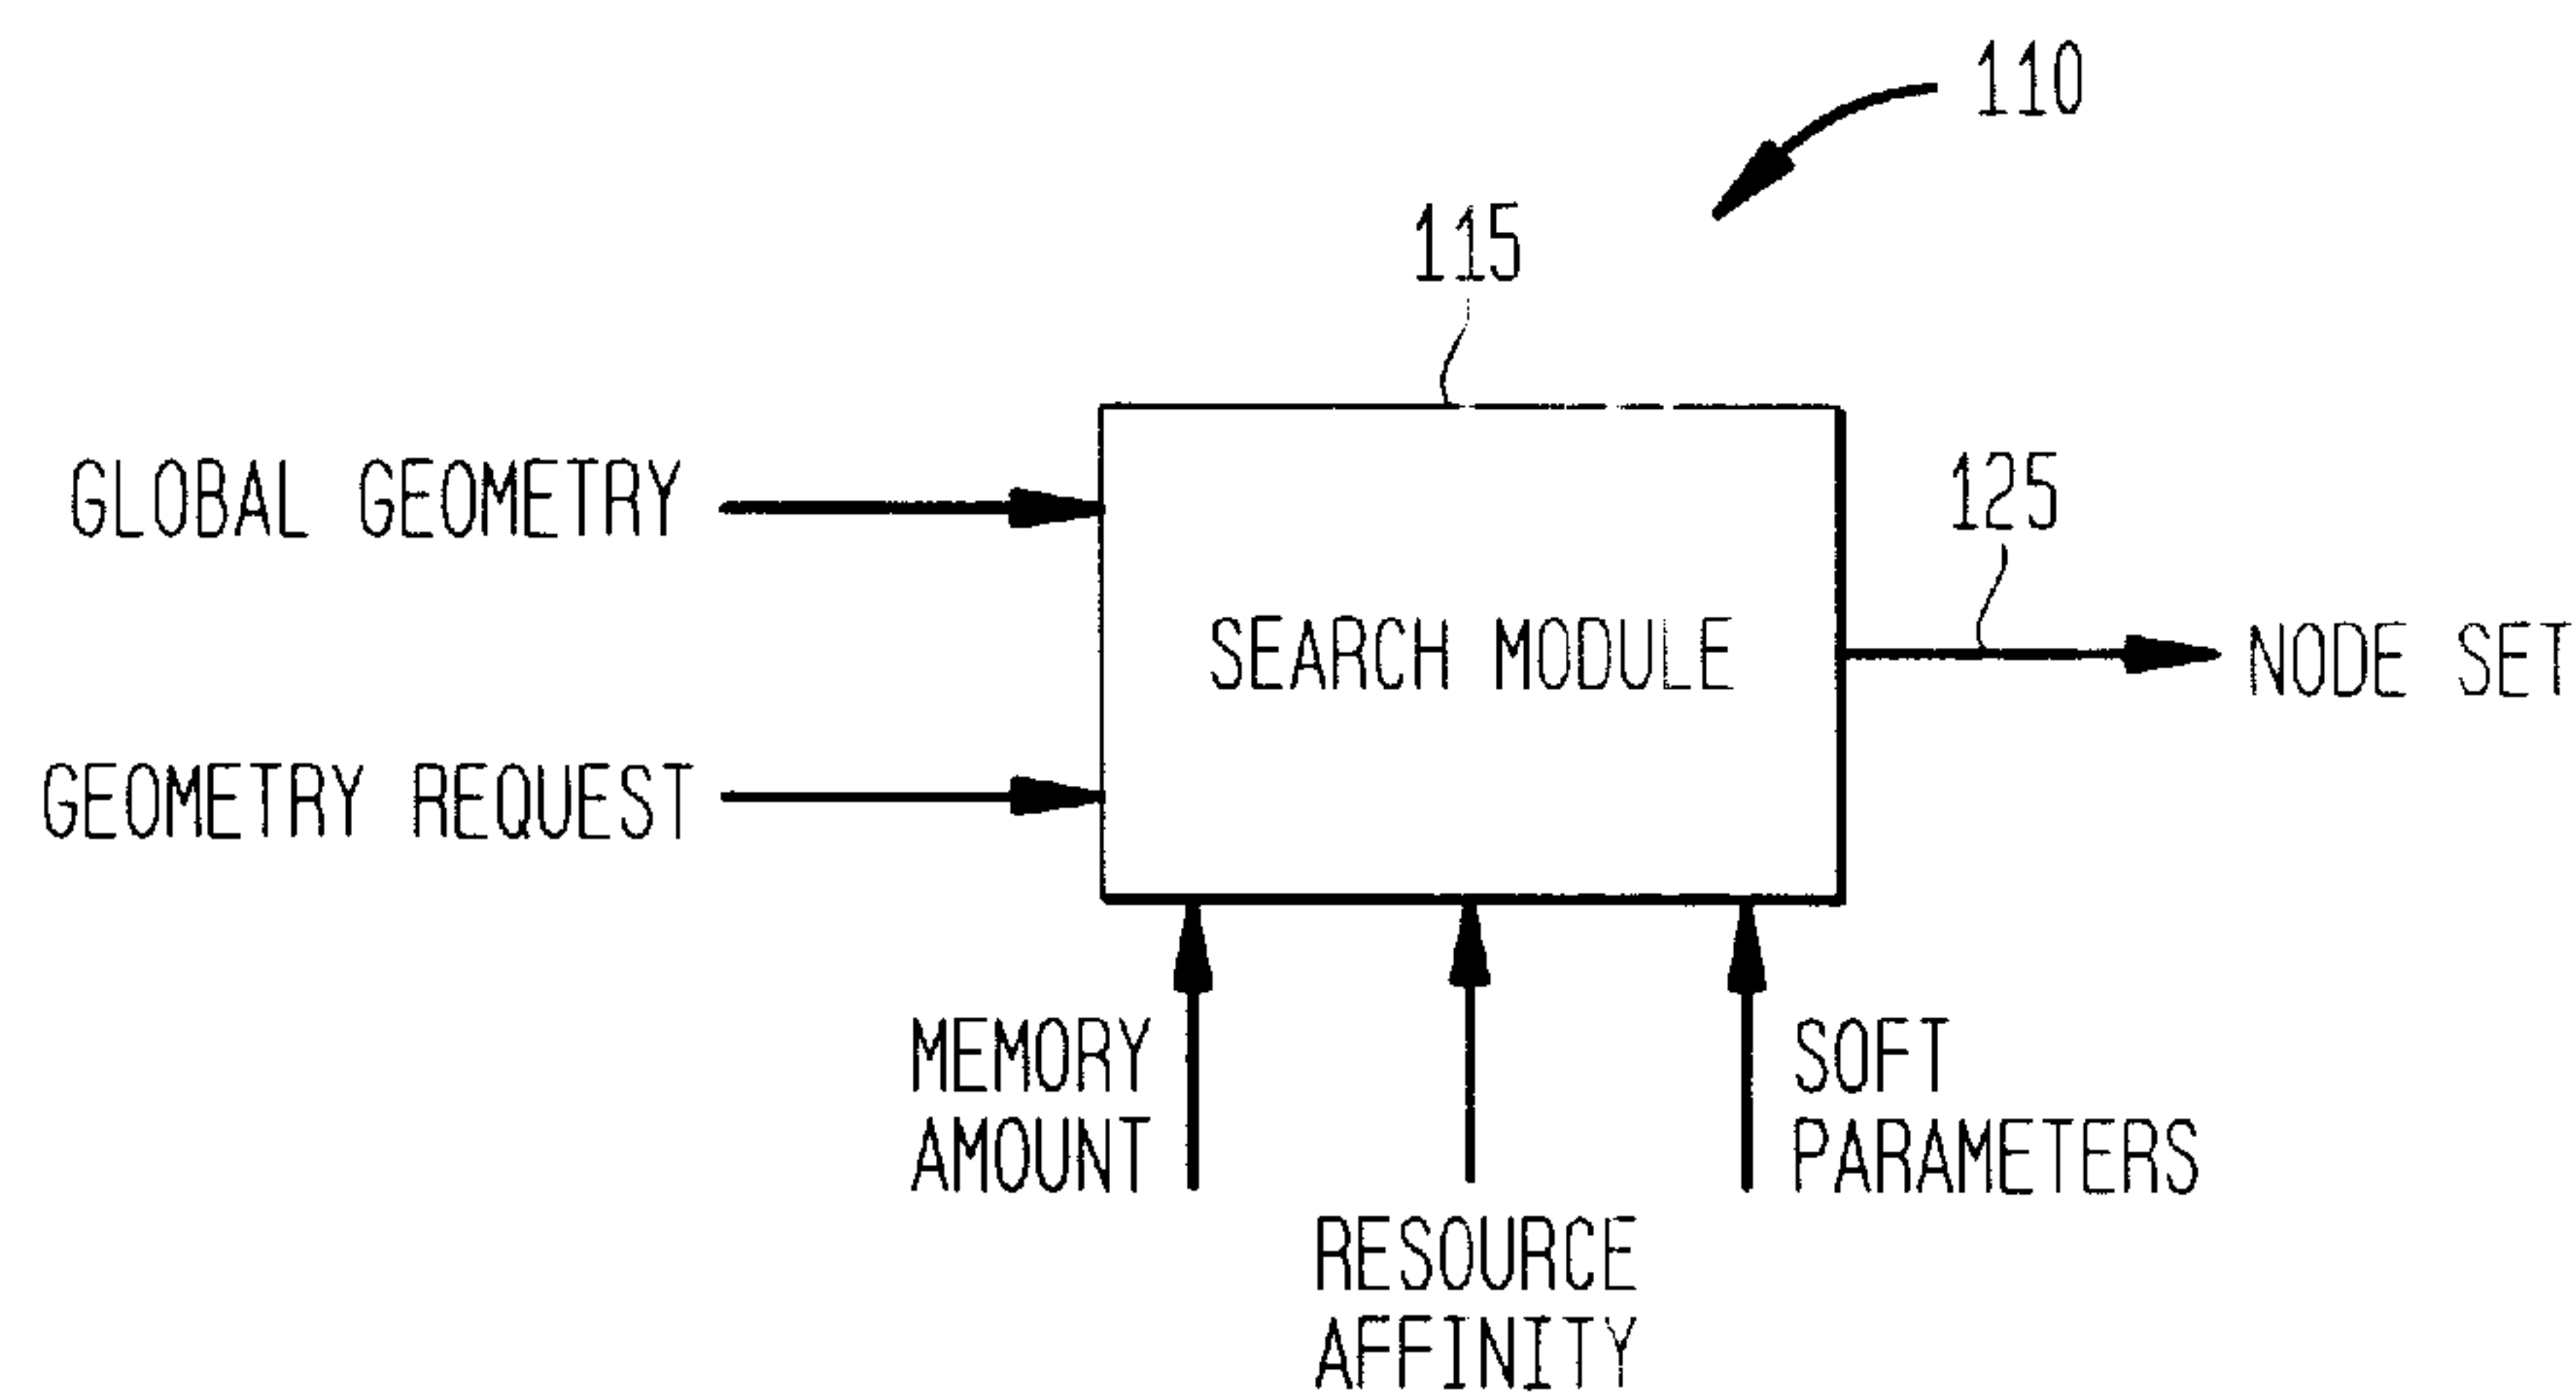 110
115
GLOBAL GEOMETRY
125
SEARCH MODULE
NODE SET
GEOMETRY REQUEST
MEMORY
AMOUNT
SOFT
PARAMETERS
RESOURCE
AFFINITY